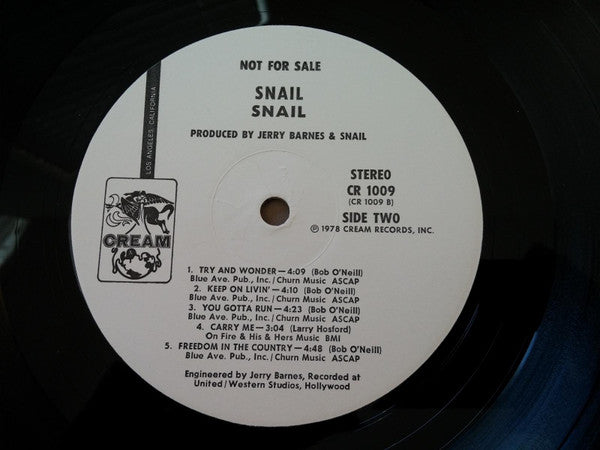 NOT FOR SALE
SNAIL
SNAIL
PRODUCED BY JERRY BARNES & SNAIL
LOS ANGELES, CALIFORNIA
CREAM
STEREO
CR 1009
(CR 1009 B)
SIDE TWO
℗ 1978 CREAM RECORDS, INC.
1. TRY AND WONDER—4:09 (Bob O'Neill)
Blue Ave. Pub., Inc./Churn Music ASCAP
2. KEEP ON LIVIN'—4:10 (Bob O'Neill)
Blue Ave. Pub., Inc./Churn Music ASCAP
3. YOU GOTTA RUN—4:23 (Bob O'Neill)
Blue Ave. Pub., Inc./Churn Music ASCAP
4. CARRY ME—3:04 (Larry Hosford)
On Fire & His & Hers Music BMI
5. FREEDOM IN THE COUNTRY—4:48 (Bob O'Neill)
Blue Ave. Pub., Inc./Churn Music ASCAP
Engineered by Jerry Barnes, Recorded at
United/Western Studios, Hollywood